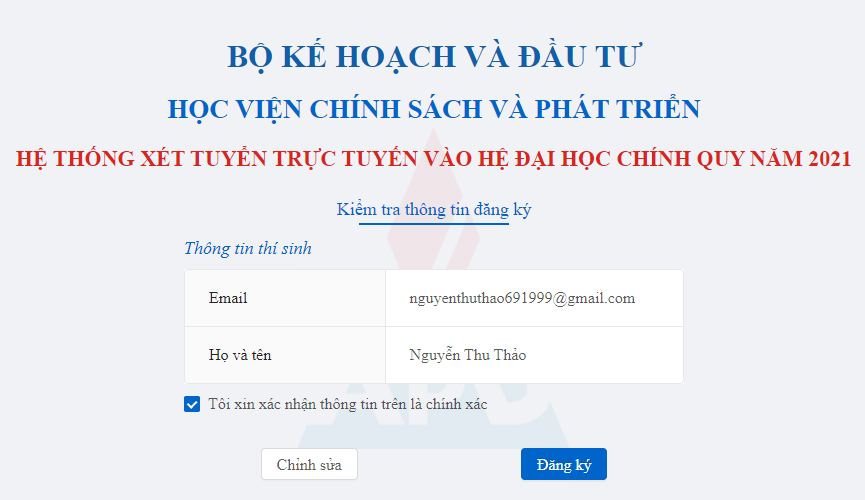 BỘ KẾ HOẠCH VÀ ĐẦU TƯ
HỌC VIỆN CHÍNH SÁCH VÀ PHÁT TRIỂN
HỆ THỐNG XÉT TUYỂN TRỰC TUYẾN VÀO HỆ ĐẠI HỌC CHÍNH QUY NĂM 2021
Kiểm tra thông tin đăng ký
Thông tin thí sinh
Email nguyenthuthao691999@gmail.com
Họ và tên Nguyễn Thu Thảo
Tôi xin xác nhận thông tin trên là chính xác
Chỉnh sửa Đăng ký
APD